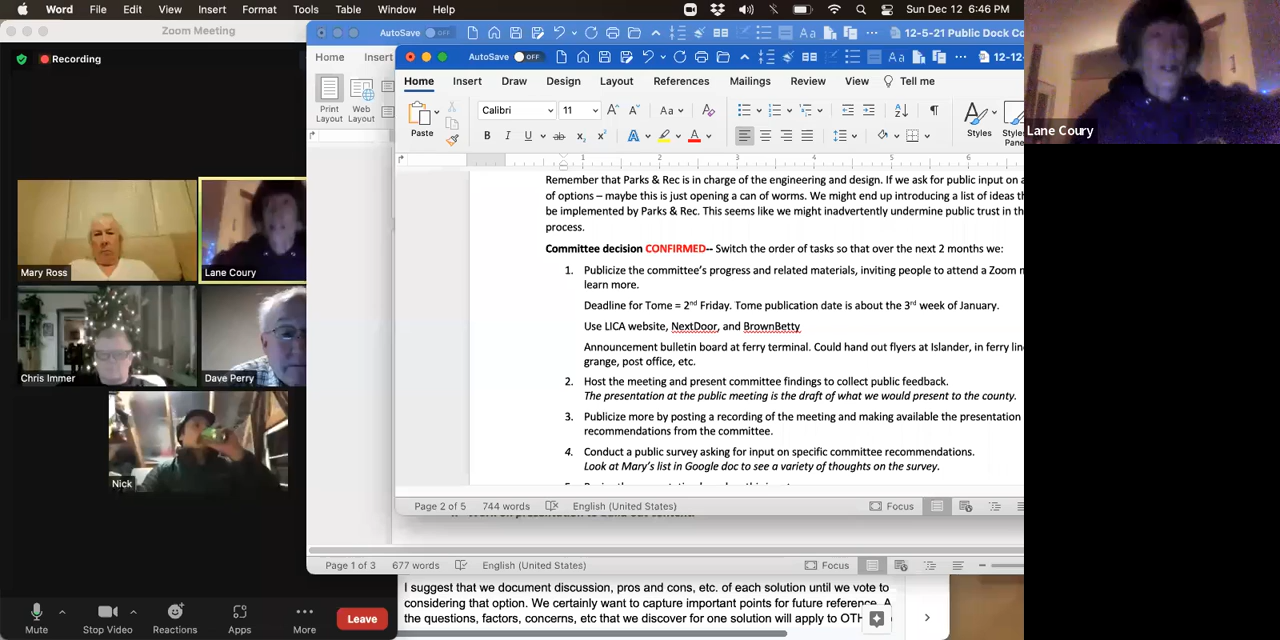 Word File Edit View Insert Format Tools Table Window Help
Sun Dec 12 6:46 PM
Zoom Meeting
Recording
Mary Ross
Lane Coury
Chris Immer
Dave Perry
Nick
Mute
Stop Video
Reactions
Apps
More
Leave
AutoSave OFF
12-5-21 Public Dock Co
Home Insert
Print Layout
Web Layout
AutoSave OFF
12-12-
Home Insert Draw Design Layout References Mailings Review View Tell me
Paste
Calibri 11
Styles
Styles Pane
1 2 3 4 5 6
Remember that Parks & Rec is in charge of the engineering and design. If we ask for public input on a
of options – maybe this is just opening a can of worms. We might end up introducing a list of ideas th
be implemented by Parks & Rec. This seems like we might inadvertently undermine public trust in th
process.
Committee decision CONFIRMED-- Switch the order of tasks so that over the next 2 months we:
1. Publicize the committee's progress and related materials, inviting people to attend a Zoom m
learn more.
Deadline for Tome = 2nd Friday. Tome publication date is about the 3rd week of January.
Use LICA website, NextDoor, and BrownBetty
Announcement bulletin board at ferry terminal. Could hand out flyers at Islander, in ferry line
grange, post office, etc.
2. Host the meeting and present committee findings to collect public feedback.
The presentation at the public meeting is the draft of what we would present to the county.
3. Publicize more by posting a recording of the meeting and making available the presentation
recommendations from the committee.
4. Conduct a public survey asking for input on specific committee recommendations.
Look at Mary's list in Google doc to see a variety of thoughts on the survey.
Page 2 of 5 744 words English (United States) Focus
Page 1 of 3 677 words English (United States) Focus
I suggest that we document discussion, pros and cons, etc. of each solution until we vote to
considering that option. We certainly want to capture important points for future reference. A
the questions, factors, concerns, etc that we discover for one solution will apply to OTH
Lane Coury